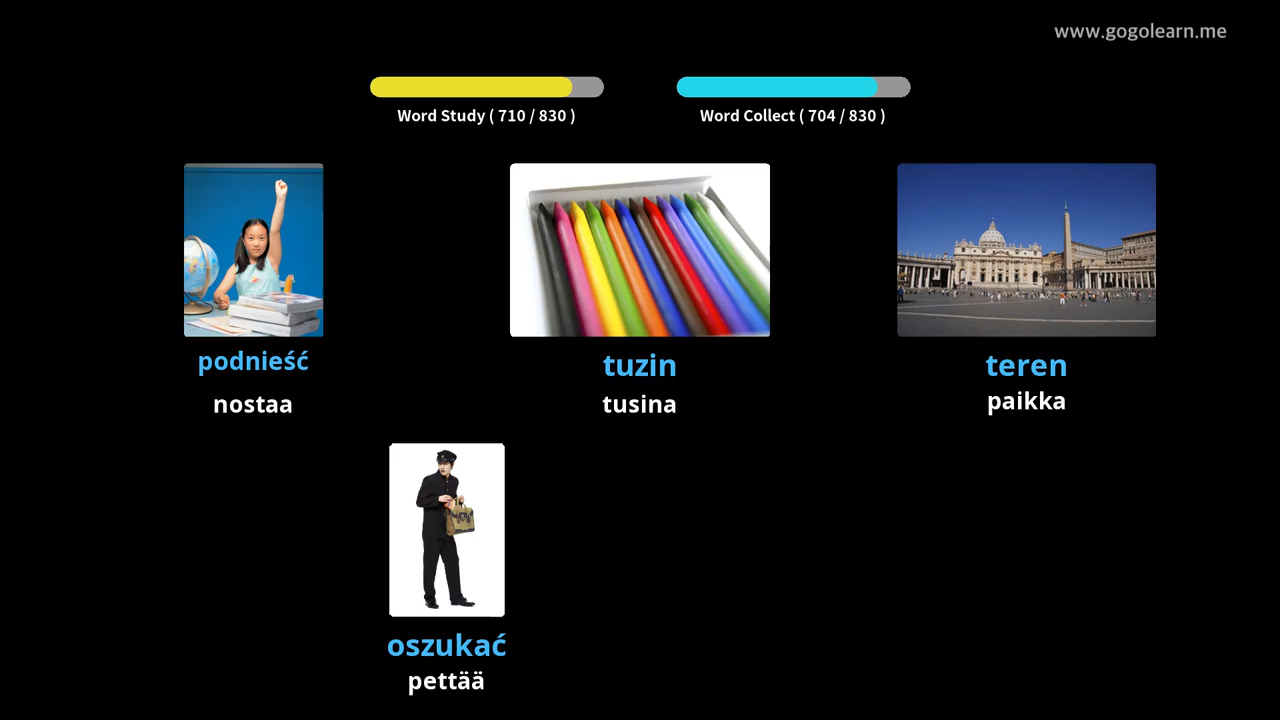 www.gogolearn.me
Word Study ( 710 / 830 )
Word Collect ( 704 / 830 )
podnieść
nostaa
tuzin
tusina
teren
paikka
oszukać
pettää